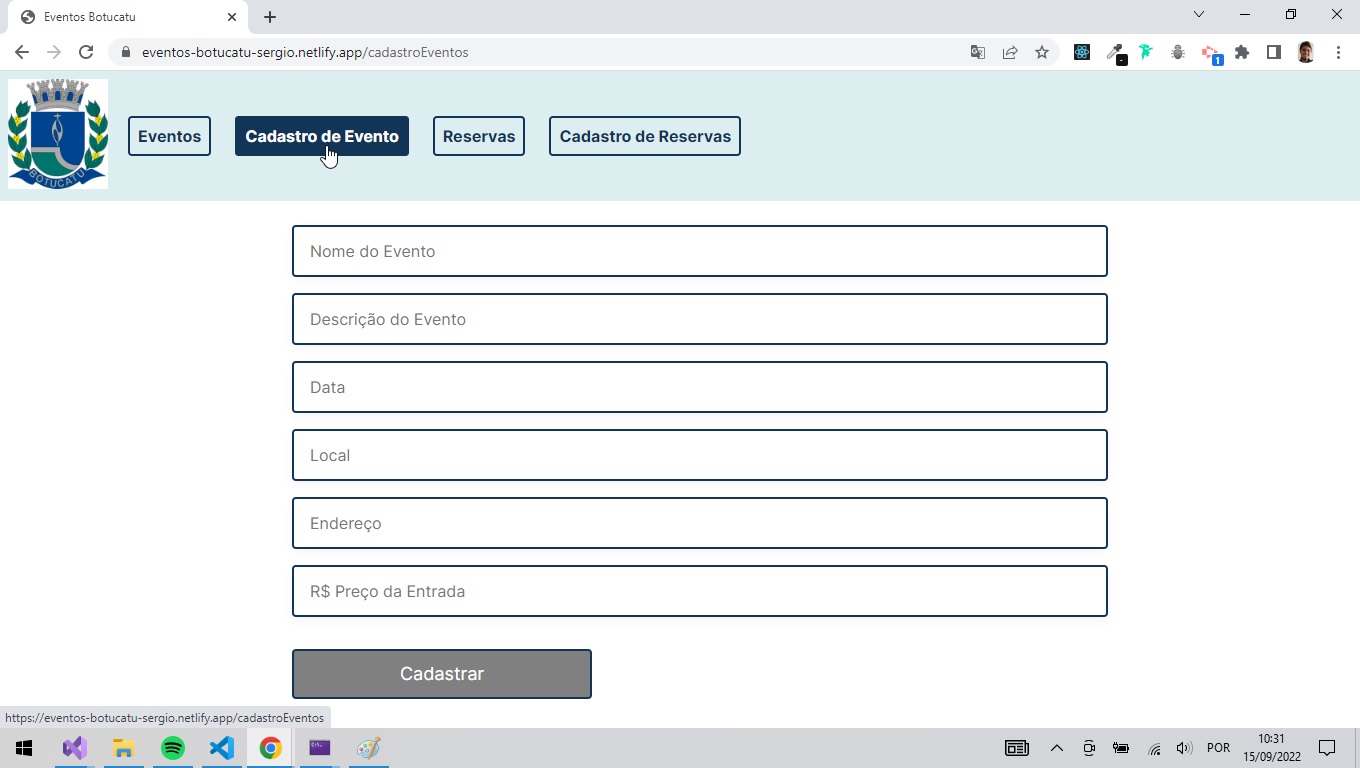 Eventos Botucatu
eventos-botucatu-sergio.netlify.app/cadastroEventos
1
BOTUCATU
Eventos
Cadastro de Evento
Reservas
Cadastro de Reservas
Nome do Evento
Descrição do Evento
Data
Local
Endereço
R$ Preço da Entrada
Cadastrar
https://eventos-botucatu-sergio.netlify.app/cadastroEventos
POR
10:31
15/09/2022